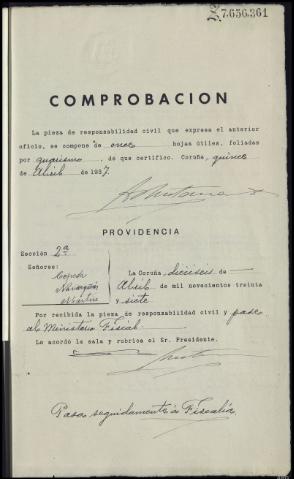 7.656.361
COMPROBACION
La pieza de responsabilidad civil que expresa el anterior
oficio, se compone de once hojas útiles, foliadas
por guarismo, de que certifico. Coruña, quince
de Abril de 1937.
PROVIDENCIA
Sección 2ª
Señores:
La Coruña, dieciseis de
Abril de mil novecientos treinta
y siete
Por recibida la pieza de responsabilidad civil y pase
al Ministerio Fiscal
Lo acordó la sala y rubrica el Sr. Presidente.
Pasa seguidamente a Fiscalía